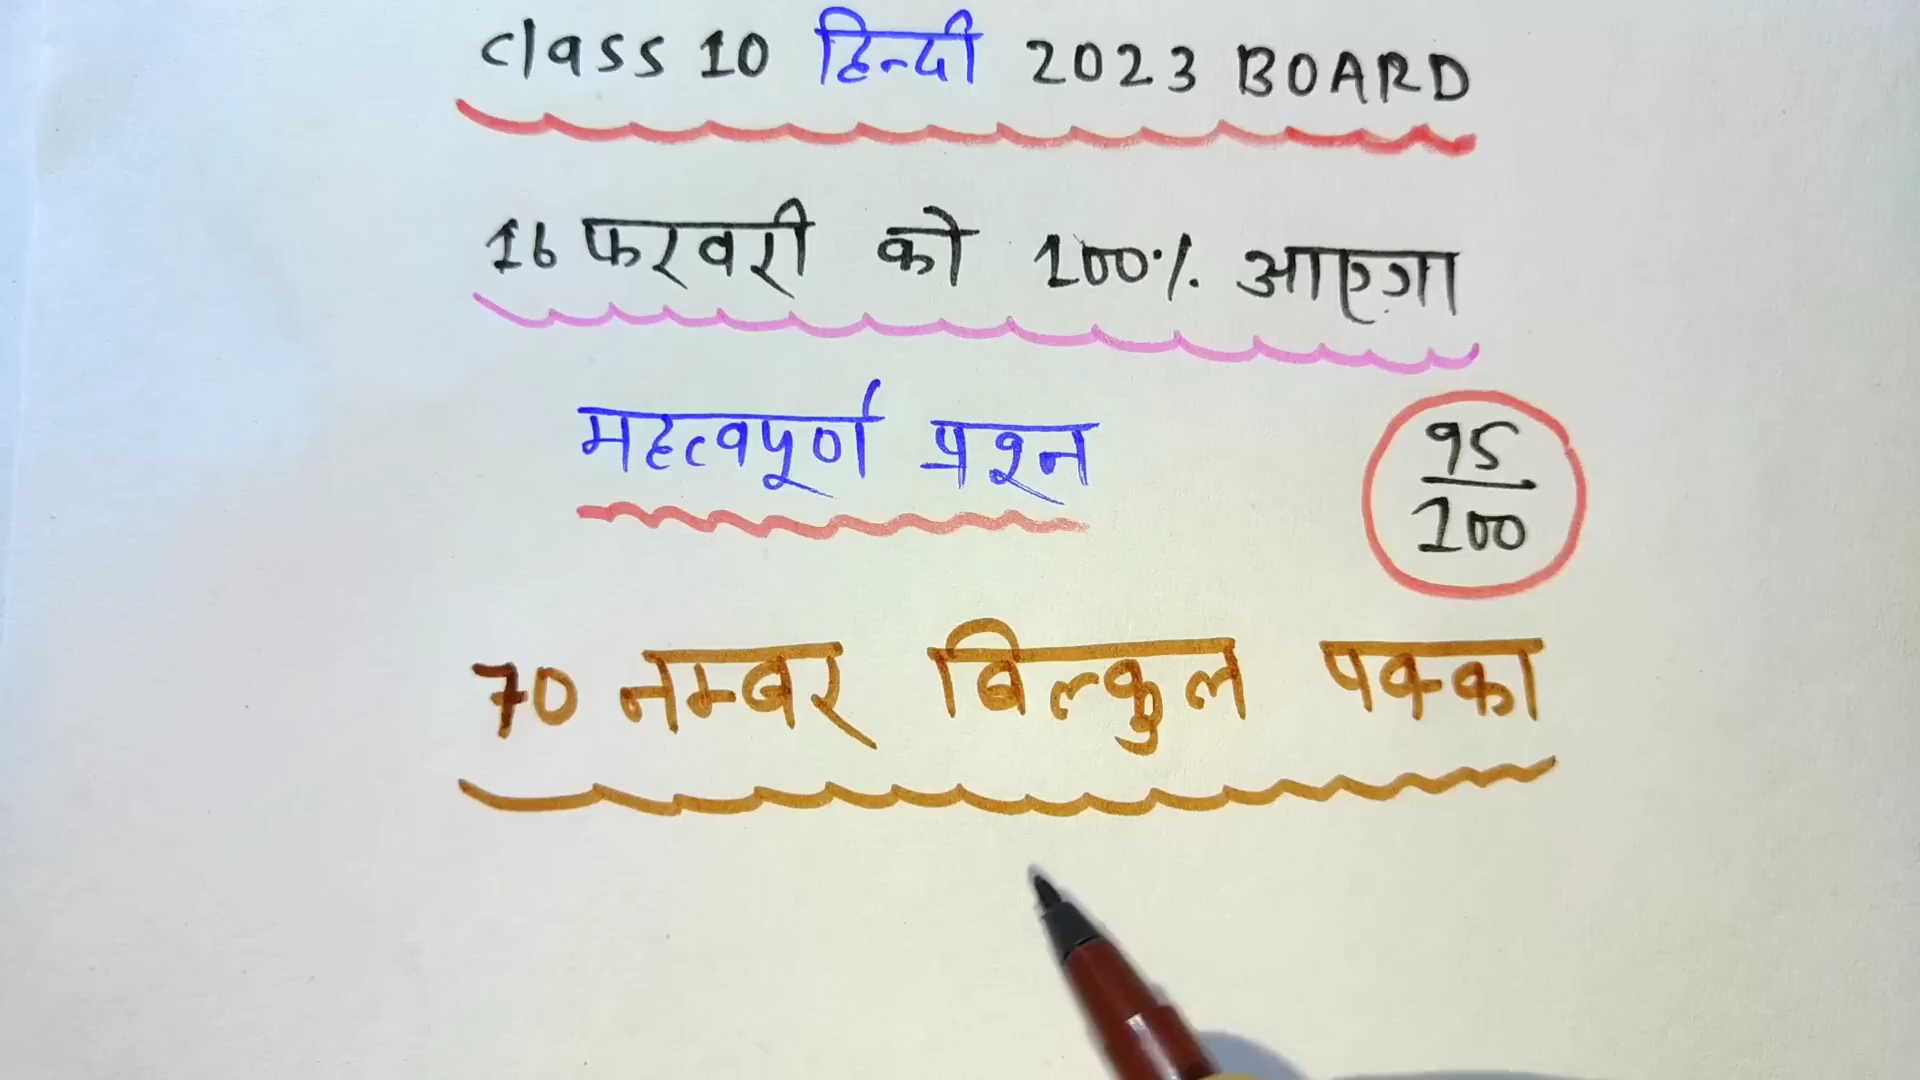 class 10 हिन्दी 2023 BOARD
16 फरवरी को 100% आएगा
महत्वपूर्ण प्रश्न
95
100
70 नम्बर बिल्कुल पक्का